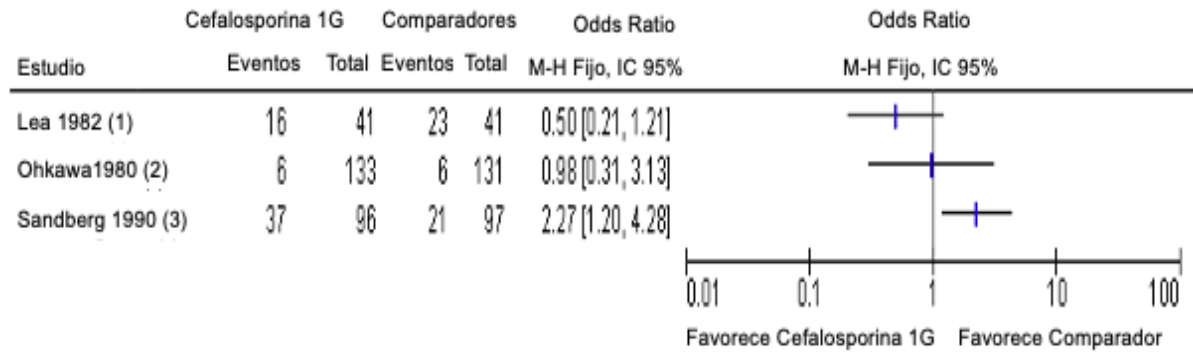 Cefalosporina 1G Comparadores Odds Ratio Odds Ratio
Estudio Eventos Total Eventos Total M-H Fijo, IC 95% M-H Fijo, IC 95%
Lea 1982 (1) 16 41 23 41 0.50 [0.21, 1.21]
Ohkawa1980 (2) 6 133 6 131 0.98 [0.31, 3.13]
Sandberg 1990 (3) 37 96 21 97 2.27 [1.20, 4.28]
0.01 0.1 1 10 100
Favorece Cefalosporina 1G Favorece Comparador